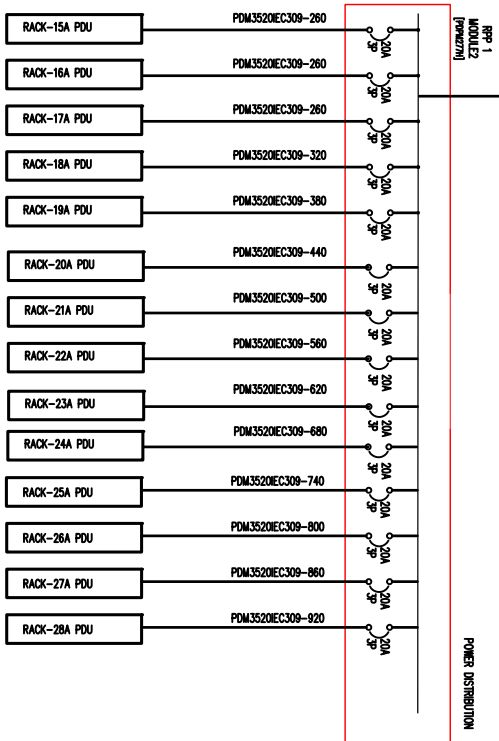 RPP 1
MODULE2
[PDPM277H]
RACK-15A PDU PDM3520IEC309-260 20A 3P
RACK-16A PDU PDM3520IEC309-260 20A 3P
RACK-17A PDU PDM3520IEC309-260 20A 3P
RACK-18A PDU PDM3520IEC309-320 20A 3P
RACK-19A PDU PDM3520IEC309-380 20A 3P
RACK-20A PDU PDM3520IEC309-440 20A 3P
RACK-21A PDU PDM3520IEC309-500 20A 3P
RACK-22A PDU PDM3520IEC309-560 20A 3P
RACK-23A PDU PDM3520IEC309-620 20A 3P
RACK-24A PDU PDM3520IEC309-680 20A 3P
RACK-25A PDU PDM3520IEC309-740 20A 3P
RACK-26A PDU PDM3520IEC309-800 20A 3P
RACK-27A PDU PDM3520IEC309-860 20A 3P
RACK-28A PDU PDM3520IEC309-920 20A 3P
POWER DISTRIBUTION